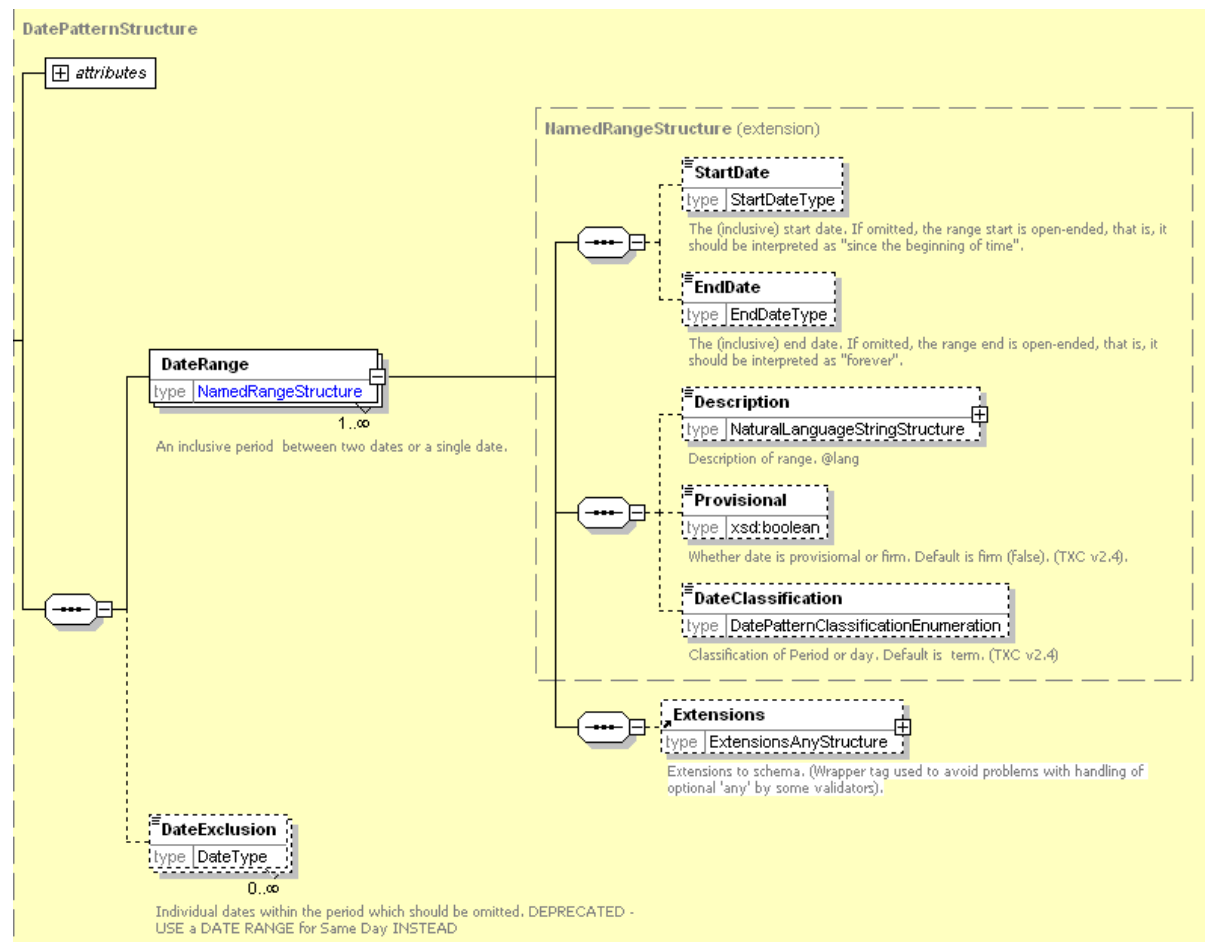 DatePatternStructure
attributes
NamedRangeStructure (extension)
StartDate
type StartDateType
The (inclusive) start date. If omitted, the range start is open-ended, that is, it
should be interpreted as "since the beginning of time".
EndDate
type EndDateType
The (inclusive) end date. If omitted, the range end is open-ended, that is, it
should be interpreted as "forever".
DateRange
type NamedRangeStructure
1..∞
An inclusive period between two dates or a single date.
Description
type NaturalLanguageStringStructure
Description of range. @lang
Provisional
type xsd:boolean
Whether date is provisiomal or firm. Default is firm (false). (TXC v2.4).
DateClassification
type DatePatternClassificationEnumeration
Classification of Period or day. Default is term. (TXC v2.4)
Extensions
type ExtensionsAnyStructure
Extensions to schema. (Wrapper tag used to avoid problems with handling of
optional 'any' by some validators).
DateExclusion
type DateType
0..∞
Individual dates within the period which should be omitted. DEPRECATED -
USE a DATE RANGE for Same Day INSTEAD